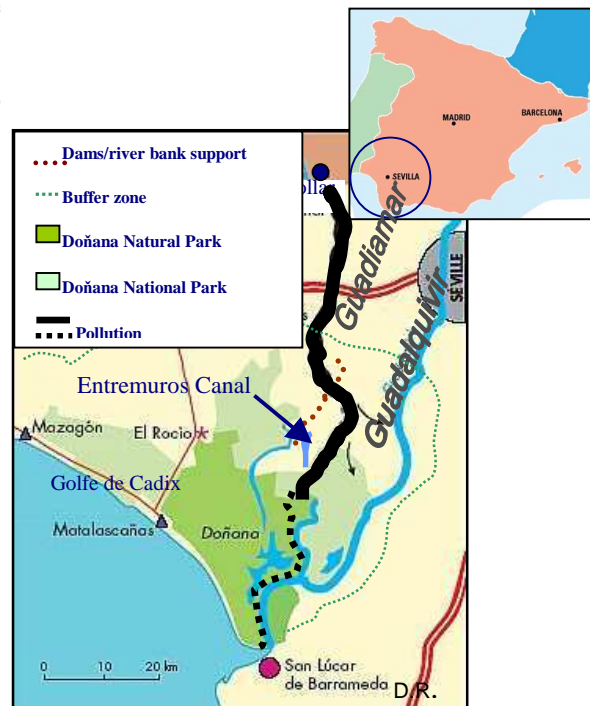 MADRID
BARCELONA
SEVILLA
Dams/river bank support
Buffer zone
Doñana Natural Park
Doñana National Park
Pollution
Guadiamar
Guadalquivir
SEVILLE
Entremuros Canal
Mazagón
El Rocio
Golfe de Cadix
Matalascañas
Doñana
0 10 20 km
San Lúcar
de Barrameda
D.R.